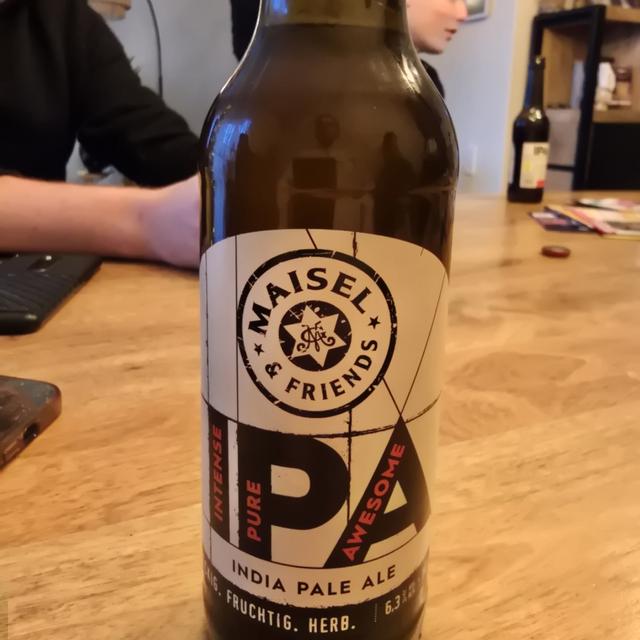 MAISEL
& FRIENDS
IPA
INTENSE
PURE
AWESOME
INDIA PALE ALE
FRUCHTIG. HERB.
6,3%